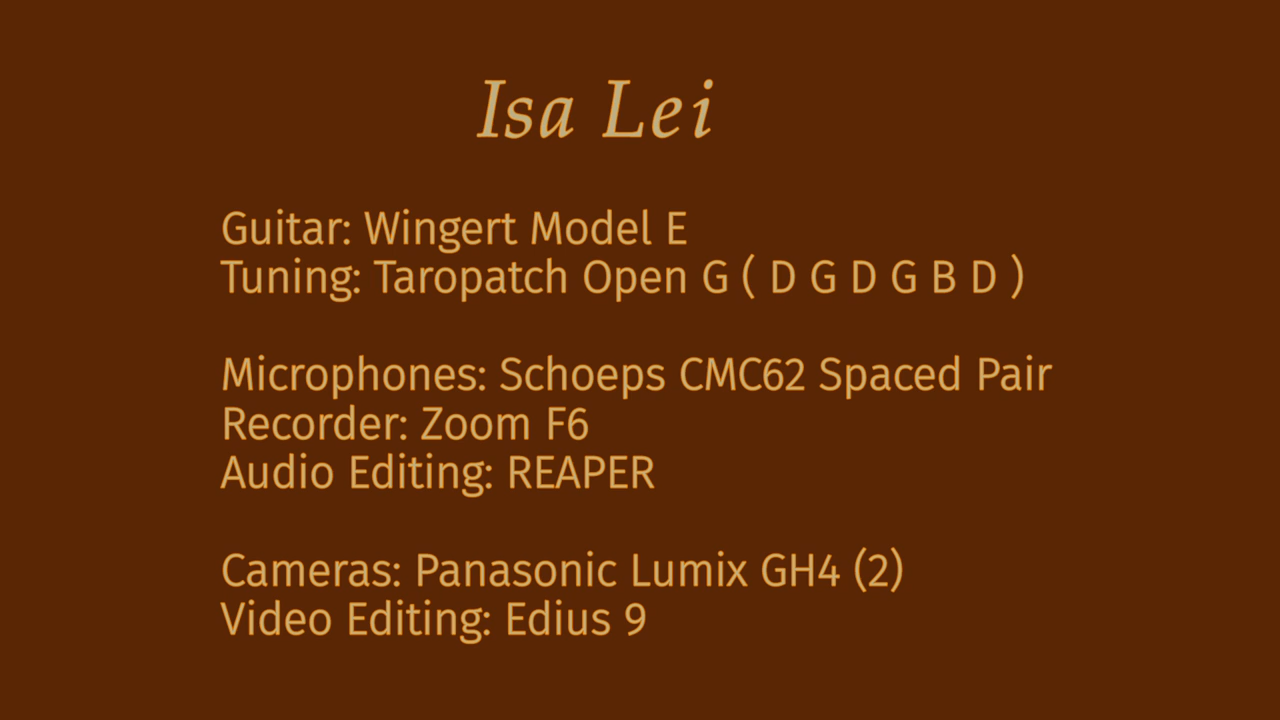 Isa Lei
Guitar: Wingert Model E
Tuning: Taropatch Open G ( D G D G B D )
Microphones: Schoeps CMC62 Spaced Pair
Recorder: Zoom F6
Audio Editing: REAPER
Cameras: Panasonic Lumix GH4 (2)
Video Editing: Edius 9